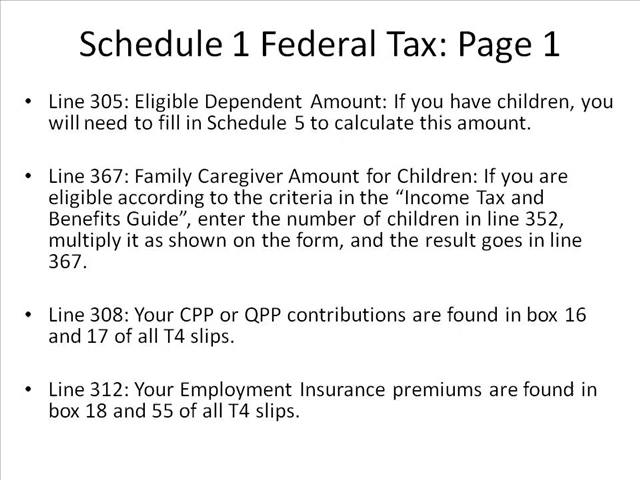 Schedule 1 Federal Tax: Page 1
• Line 305: Eligible Dependent Amount: If you have children, you
will need to fill in Schedule 5 to calculate this amount.
• Line 367: Family Caregiver Amount for Children: If you are
eligible according to the criteria in the “Income Tax and
Benefits Guide”, enter the number of children in line 352,
multiply it as shown on the form, and the result goes in line
367.
• Line 308: Your CPP or QPP contributions are found in box 16
and 17 of all T4 slips.
• Line 312: Your Employment Insurance premiums are found in
box 18 and 55 of all T4 slips.